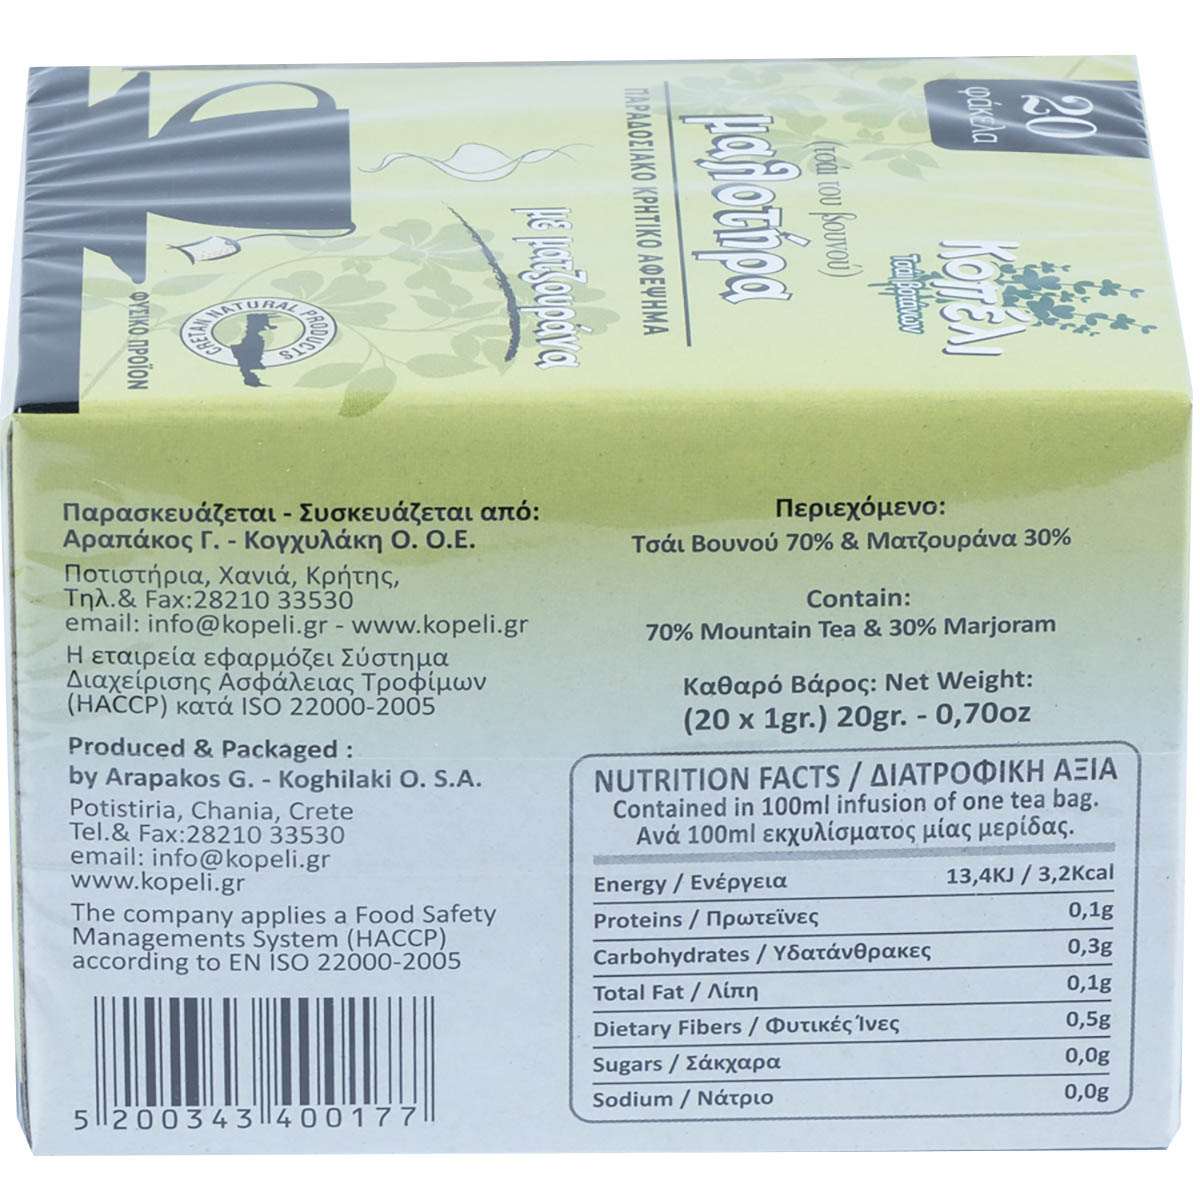 20
φάκελα
Κοπέλι
Τσάι Βοτάνων
(τσάι του βουνού)
μαλοτήρα
ΠΑΡΑΔΟΣΙΑΚΟ ΚΡΗΤΙΚΟ ΑΦΕΨΗΜΑ
με ματζουράνα
CRETAN NATURAL PRODUCTS
ΦΥΣΙΚΟ ΠΡΟΪΟΝ
Παρασκευάζεται - Συσκευάζεται από:
Αραπάκος Γ. - Κογχυλάκη Ο. Ο.Ε.
Ποτιστήρια, Χανιά, Κρήτης,
Τηλ.& Fax:28210 33530
email: info@kopeli.gr - www.kopeli.gr
Η εταιρεία εφαρμόζει Σύστημα
Διαχείρισης Ασφάλειας Τροφίμων
(HACCP) κατά ISO 22000-2005
Produced & Packaged :
by Arapakos G. - Koghilaki O. S.A.
Potistiria, Chania, Crete
Tel.& Fax:28210 33530
email: info@kopeli.gr
www.kopeli.gr
The company applies a Food Safety
Managements System (HACCP)
according to EN ISO 22000-2005
5 200343 400177
Περιεχόμενο:
Τσάι Βουνού 70% & Ματζουράνα 30%
Contain:
70% Mountain Tea & 30% Marjoram
Καθαρό Βάρος: Net Weight:
(20 x 1gr.) 20gr. - 0,70oz
NUTRITION FACTS / ΔΙΑΤΡΟΦΙΚΗ ΑΞΙΑ
Contained in 100ml infusion of one tea bag.
Ανά 100ml εκχυλίσματος μίας μερίδας.
Energy / Ενέργεια 13,4KJ / 3,2Kcal
Proteins / Πρωτεϊνες 0,1g
Carbohydrates / Υδατάνθρακες 0,3g
Total Fat / Λίπη 0,1g
Dietary Fibers / Φυτικές Ίνες 0,5g
Sugars / Σάκχαρα 0,0g
Sodium / Νάτριο 0,0g